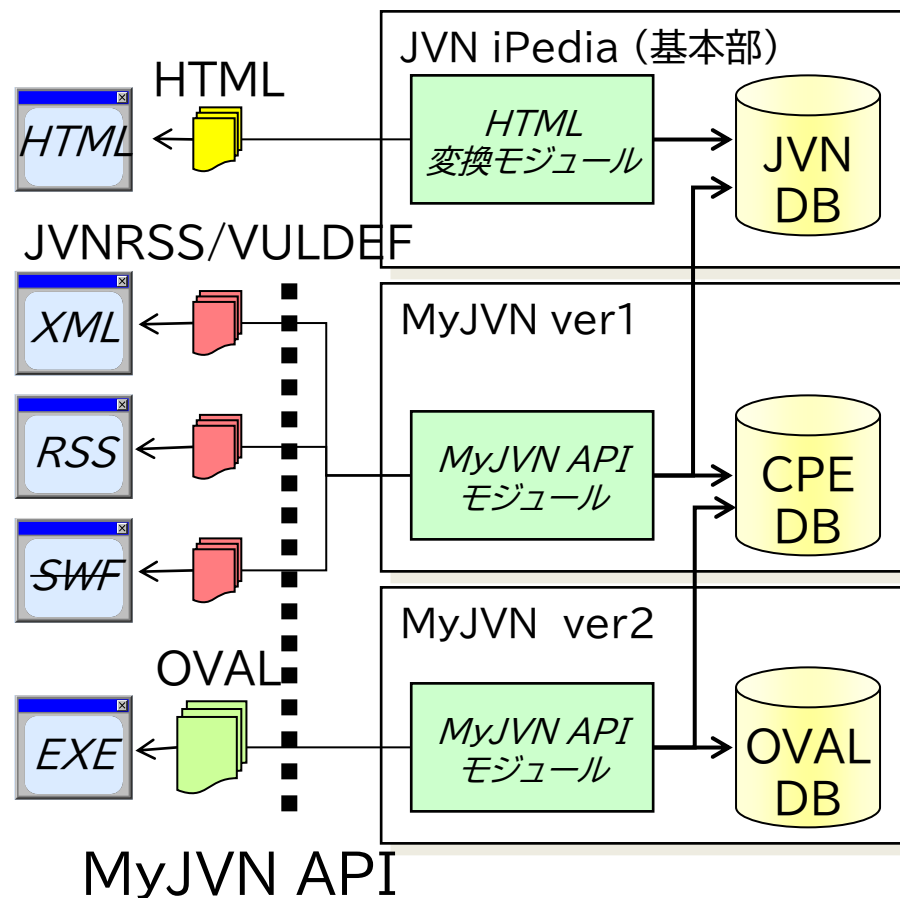 JVN iPedia（基本部）
HTML
HTML
HTML
変換モジュール
JVN
DB
JVNRSS/VULDEF
XML
MyJVN ver1
RSS
MyJVN API
モジュール
CPE
DB
SWF
MyJVN ver2
OVAL
EXE
MyJVN API
モジュール
OVAL
DB
MyJVN API